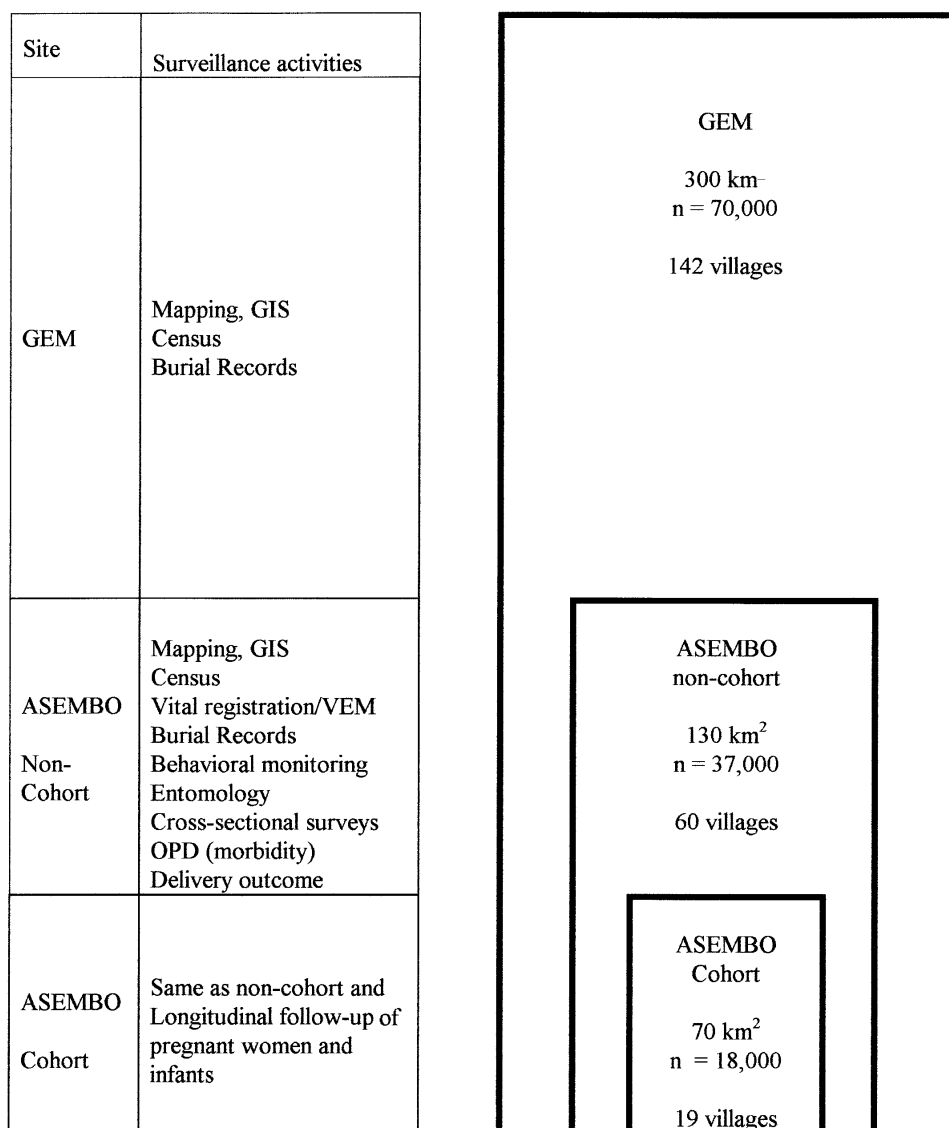 Site
Surveillance activities
GEM
Mapping, GIS
Census
Burial Records
ASEMBO
Non-
Cohort
Mapping, GIS
Census
Vital registration/VEM
Burial Records
Behavioral monitoring
Entomology
Cross-sectional surveys
OPD (morbidity)
Delivery outcome
ASEMBO
Cohort
Same as non-cohort and
Longitudinal follow-up of
pregnant women and
infants
GEM
300 km
n = 70,000
142 villages
ASEMBO
non-cohort
130 km²
n = 37,000
60 villages
ASEMBO
Cohort
70 km²
n = 18,000
19 villages